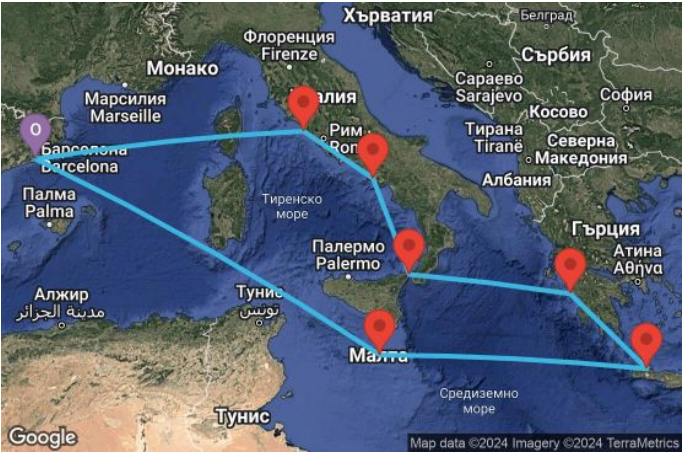 Хърватия
Белград
Флоренция
Firenze
Монако
Сърбия
Сараево
Sarajevo
Марсилия
Marseille
София
Косово
Рим
Тирана
Tiranë
Северна
Македония
О
Барселона
Barcelona
Албания
Палма
Palma
Тиренско
море
Гърция
Палермо
Palermo
Атина
Αθήνα
Алжир
مدينة الجزائر
Тунис
تونس
Малта
Средиземно
море
Тунис
Google
Map data ©2024 Imagery ©2024 TerraMetrics